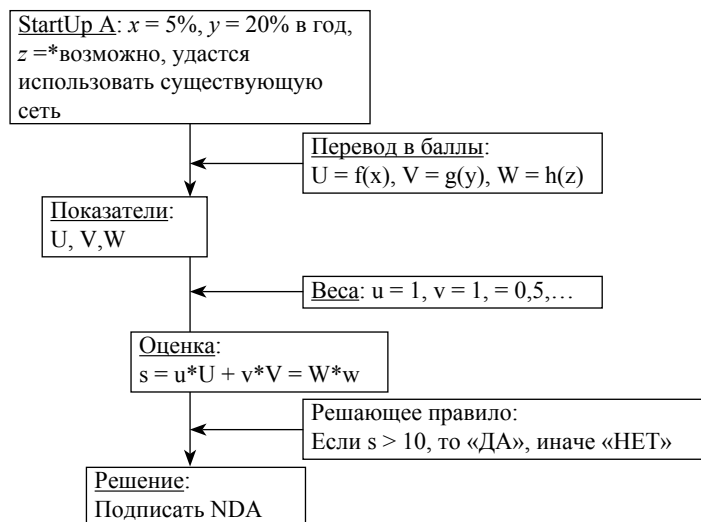 StartUp A: x = 5%, y = 20% в год,
z =*возможно, удастся
использовать существующую
сеть
Перевод в баллы:
U = f(x), V = g(y), W = h(z)
Показатели:
U, V,W
Веса: u = 1, v = 1, = 0,5,…
Оценка:
s = u*U + v*V = W*w
Решающее правило:
Если s > 10, то «ДА», иначе «НЕТ»
Решение:
Подписать NDA